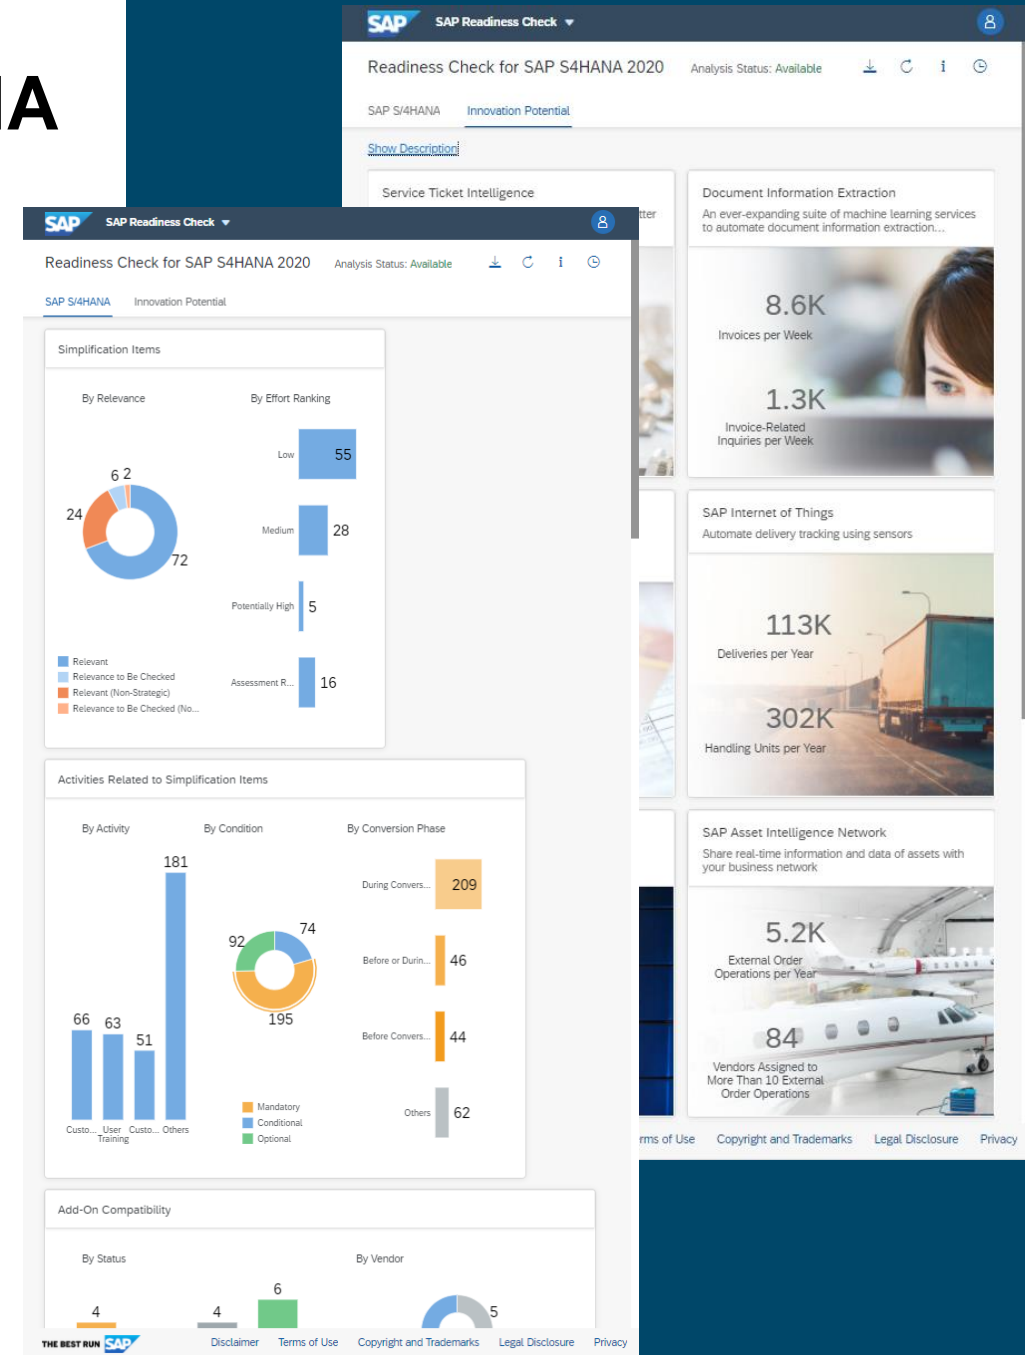 SAP SAP Readiness Check
Readiness Check for SAP S4HANA 2020 Analysis Status: Available
SAP S/4HANA Innovation Potential
Show Description
Service Ticket Intelligence
Document Information Extraction
An ever-expanding suite of machine learning services
to automate document information extraction...
8.6K
Invoices per Week
1.3K
Invoice-Related
Inquiries per Week
SAP Internet of Things
Automate delivery tracking using sensors
113K
Deliveries per Year
302K
Handling Units per Year
SAP Asset Intelligence Network
Share real-time information and data of assets with
your business network
5.2K
External Order
Operations per Year
84
Vendors Assigned to
More Than 10 External
Order Operations
Copyright and Trademarks Legal Disclosure Privacy
SAP SAP Readiness Check
Readiness Check for SAP S4HANA 2020 Analysis Status: Available
SAP S/4HANA Innovation Potential
Simplification Items
By Relevance By Effort Ranking
6 2
24
72
Low 55
Medium 28
Potentially High 5
Assessment R... 16
Relevant
Relevance to Be Checked
Relevant (Non-Strategic)
Relevance to Be Checked (No...
Activities Related to Simplification Items
By Activity By Condition By Conversion Phase
66 63 51 181
Custo... User Training Custo... Others
92 74
195
Mandatory
Conditional
Optional
During Convers... 209
Before or Durin... 46
Before Convers... 44
Others 62
Add-On Compatibility
By Status By Vendor
4 4 6
5
THE BEST RUN SAP Disclaimer Terms of Use Copyright and Trademarks Legal Disclosure Privacy